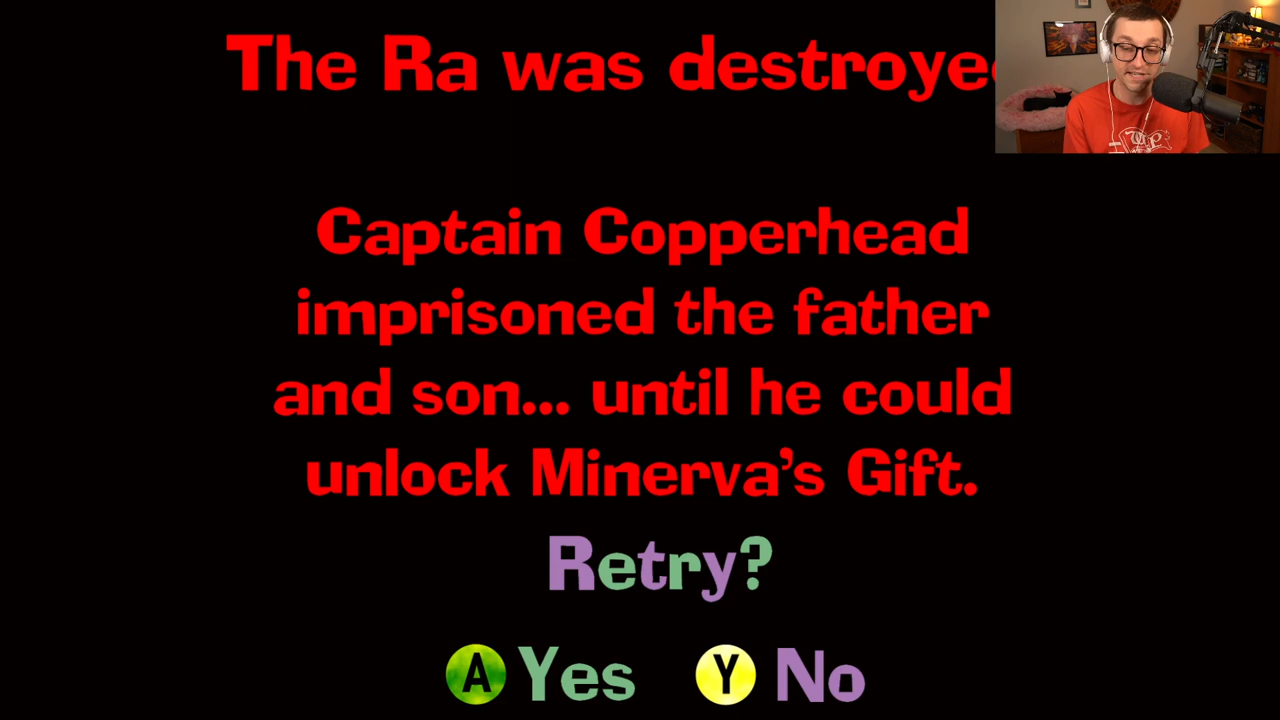 The Ra was destroye
Captain Copperhead
imprisoned the father
and son... until he could
unlock Minerva's Gift.
Retry?
A Yes Y No